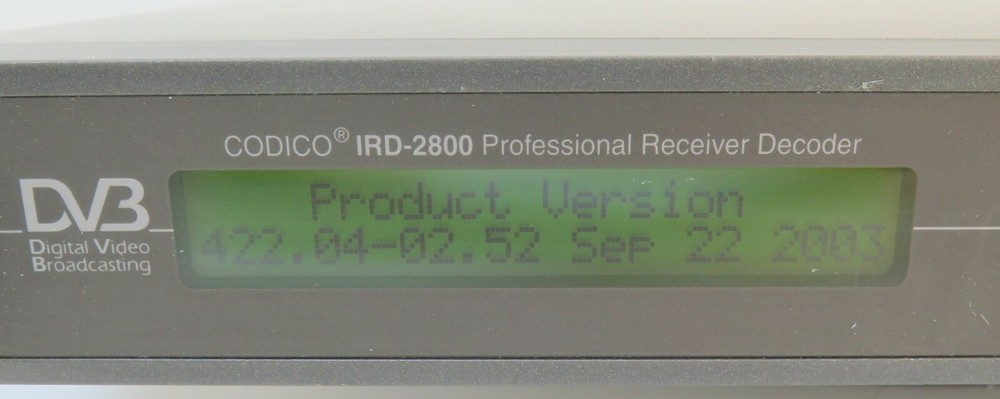 CODICO® IRD-2800 Professional Receiver Decoder
DVB
Digital Video
Broadcasting
Product Version
422.04-02.52 Sep 22 2003